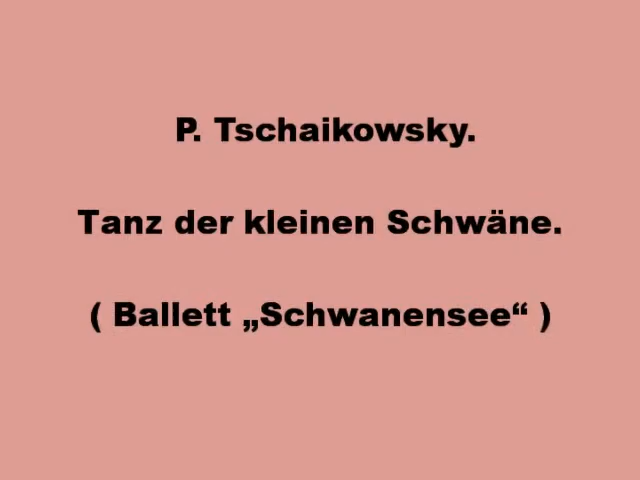 P. Tschaikowsky.
Tanz der kleinen Schwäne.
( Ballett „Schwanensee“ )